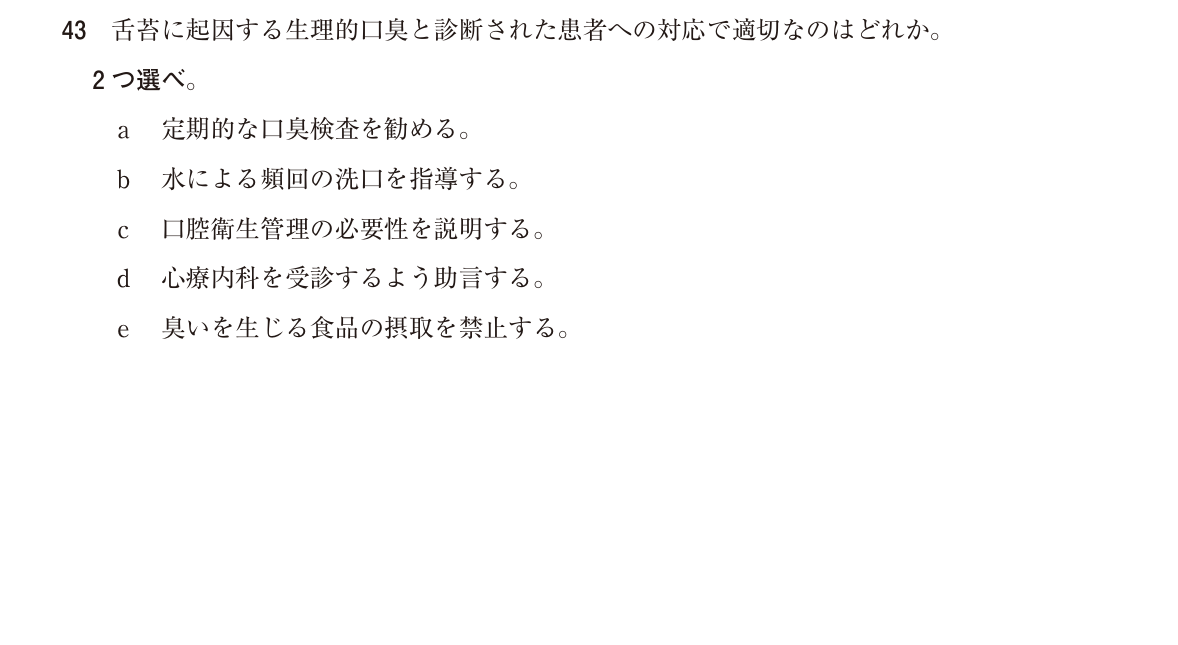 43 舌苔に起因する生理的口臭と診断された患者への対応で適切なのはどれか。
2つ選べ。
a 定期的な口臭検査を勧める。
b 水による頻回の洗口を指導する。
c 口腔衛生管理の必要性を説明する。
d 心療内科を受診するよう助言する。
e 臭いを生じる食品の摂取を禁止する。